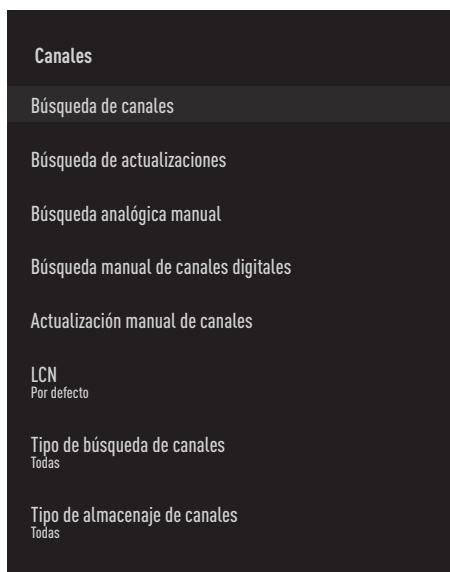 Canales
Búsqueda de canales
Búsqueda de actualizaciones
Búsqueda analógica manual
Búsqueda manual de canales digitales
Actualización manual de canales
LCN
Por defecto
Tipo de búsqueda de canales
Todas
Tipo de almacenaje de canales
Todas